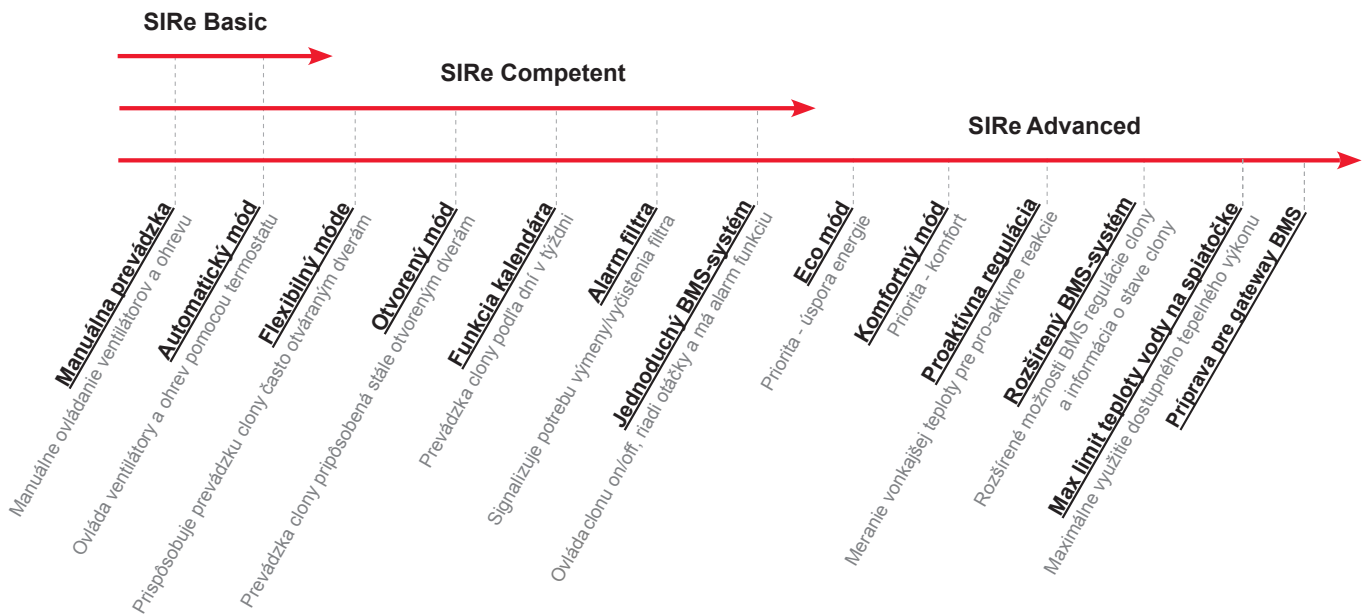 SIRe Basic
SIRe Competent
SIRe Advanced
Manuálna prevádzka
Manuálne ovládanie ventilátorov a ohrevu
Automatický mód
Ovláda ventilátory a ohrev pomocou termostatu
Flexibilný móde
Prispôsobuje prevádzku clony často otváraným dverám
Otvorený mód
Prevádzka clony pripôsobená stále otvoreným dverám
Funkcia kalendára
Prevádzka clony podľa dní v týždni
Alarm filtra
Signalizuje potrebu výmeny/vyčistenia filtra
Jednoduchý BMS-systém
Ovláda clonu on/off, riadi otáčky a má alarm funkciu
Eco mód
Priorita - úspora energie
Komfortný mód
Priorita - komfort
Proaktívna regulácia
Meranie vonkajšej teploty pre pro-aktívne reakcie
Rozšírený BMS-systém
Rozšírené možnosti BMS regulácie clony
a informácia o stave clony
Max limit teploty vody na spiatočke
Maximálne využitie dostupného tepelného výkonu
Príprava pre gateway BMS